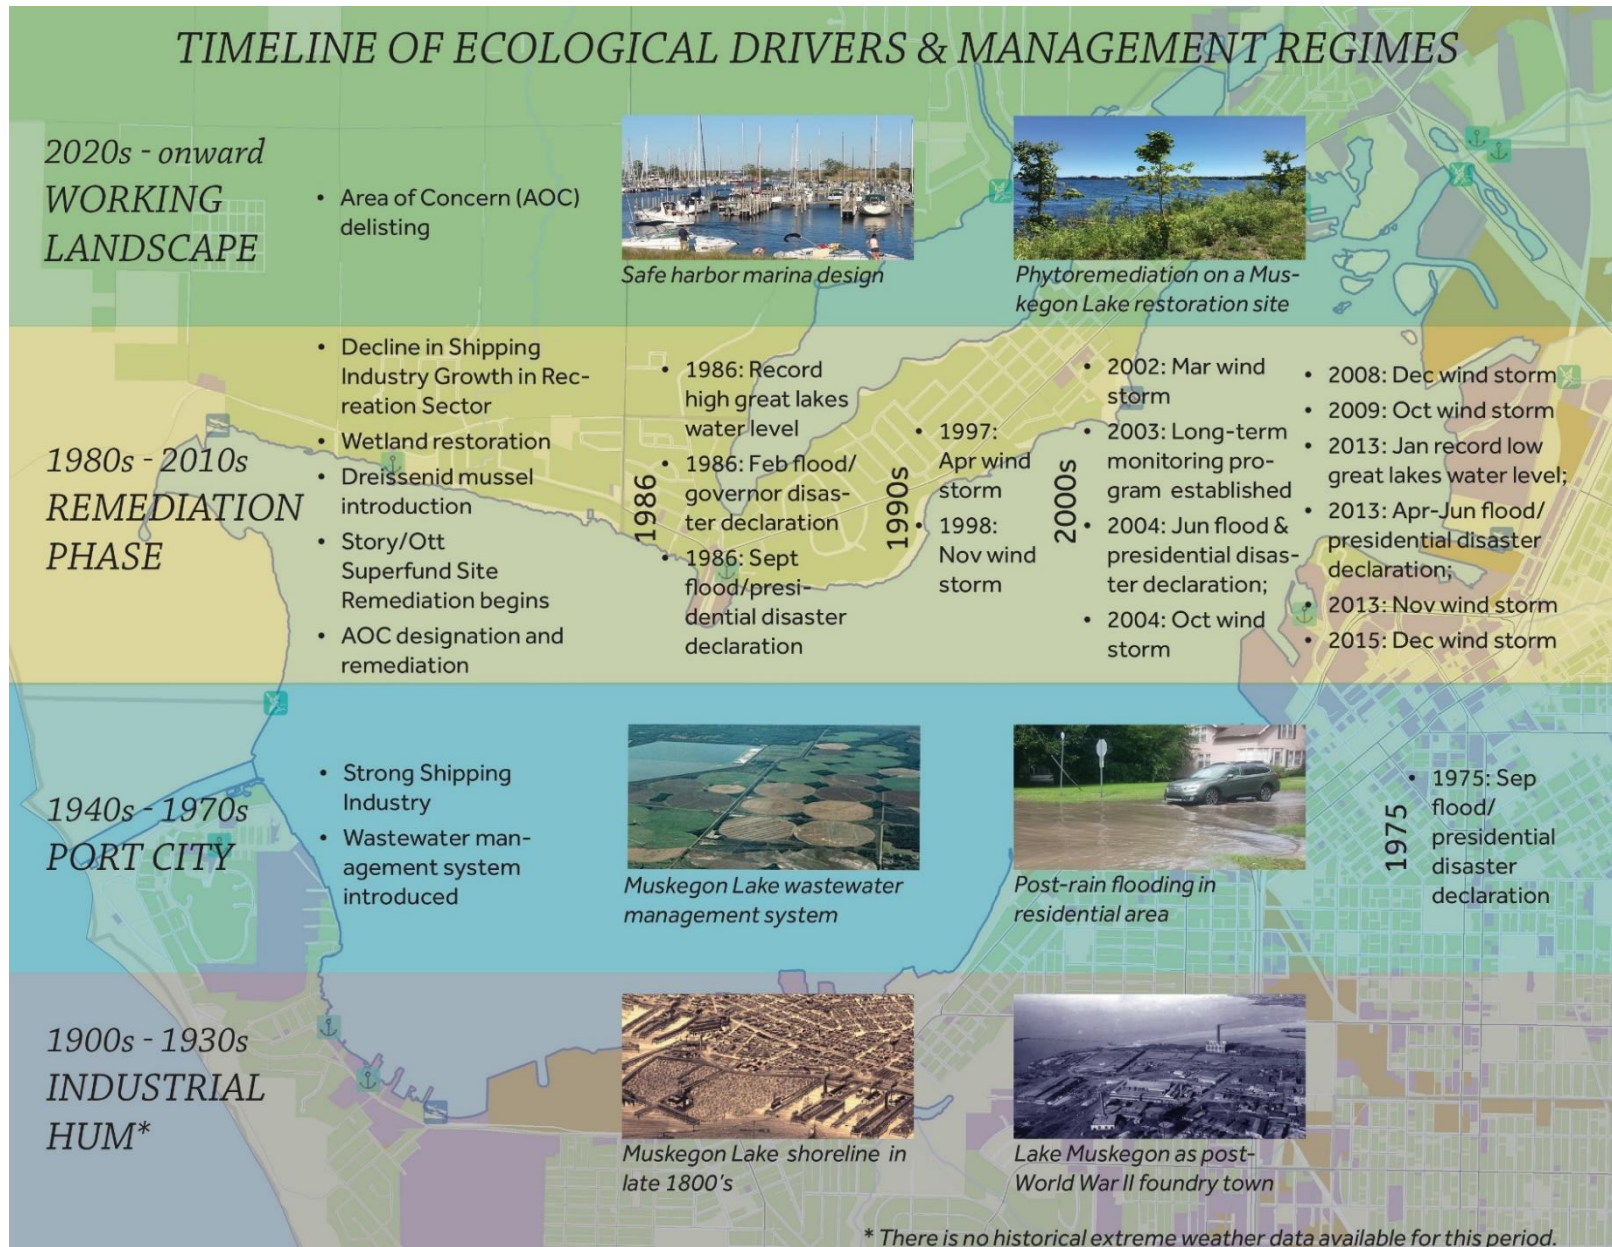 TIMELINE OF ECOLOGICAL DRIVERS & MANAGEMENT REGIMES
2020s - onward
WORKING
LANDSCAPE
• Area of Concern (AOC)
delisting
Safe harbor marina design
Phytoremediation on a Mus-
kegon Lake restoration site
1980s - 2010s
REMEDIATION
PHASE
• Decline in Shipping
Industry Growth in Rec-
reation Sector
• Wetland restoration
• Dreissenid mussel
introduction
• Story/Ott
Superfund Site
Remediation begins
• AOC designation and
remediation
1986
• 1986: Record
high great lakes
water level
• 1986: Feb flood/
governor disas-
ter declaration
• 1986: Sept
flood/presi-
dential disaster
declaration
1990s
• 1997:
Apr wind
storm
• 1998:
Nov wind
storm
2000s
• 2002: Mar wind
storm
• 2003: Long-term
monitoring pro-
gram established
• 2004: Jun flood &
presidential disas-
ter declaration;
• 2004: Oct wind
storm
• 2008: Dec wind storm
• 2009: Oct wind storm
• 2013: Jan record low
great lakes water level;
• 2013: Apr-Jun flood/
presidential disaster
declaration;
• 2013: Nov wind storm
• 2015: Dec wind storm
1940s - 1970s
PORT CITY
• Strong Shipping
Industry
• Wastewater man-
agement system
introduced
Muskegon Lake wastewater
management system
Post-rain flooding in
residential area
1975
• 1975: Sep
flood/
presidential
disaster
declaration
1900s - 1930s
INDUSTRIAL
HUM*
Muskegon Lake shoreline in
late 1800's
Lake Muskegon as post-
World War II foundry town
* There is no historical extreme weather data available for this period.